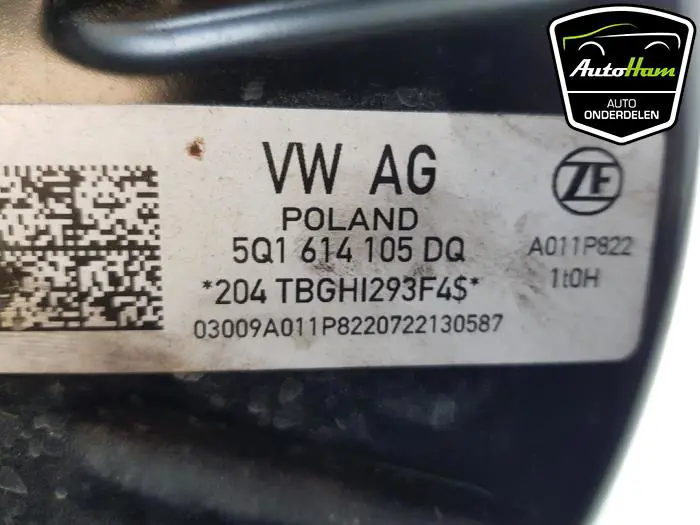 AutoHam
AUTO
ONDERDELEN
VW AG
POLAND
5Q1 614 105 DQ
*204 TBGHI293F4$*
03009A011P8220722130587
ZF
A011P822
1t0H